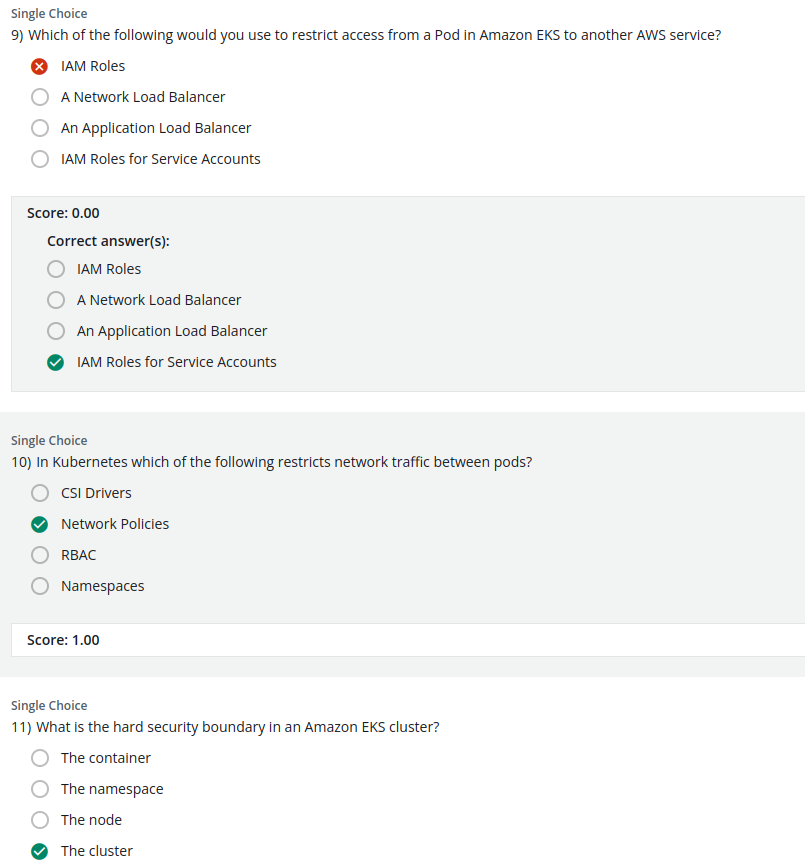 Single Choice
9) Which of the following would you use to restrict access from a Pod in Amazon EKS to another AWS service?
IAM Roles
A Network Load Balancer
An Application Load Balancer
IAM Roles for Service Accounts
Score: 0.00
Correct answer(s):
IAM Roles
A Network Load Balancer
An Application Load Balancer
IAM Roles for Service Accounts
Single Choice
10) In Kubernetes which of the following restricts network traffic between pods?
CSI Drivers
Network Policies
RBAC
Namespaces
Score: 1.00
Single Choice
11) What is the hard security boundary in an Amazon EKS cluster?
The container
The namespace
The node
The cluster